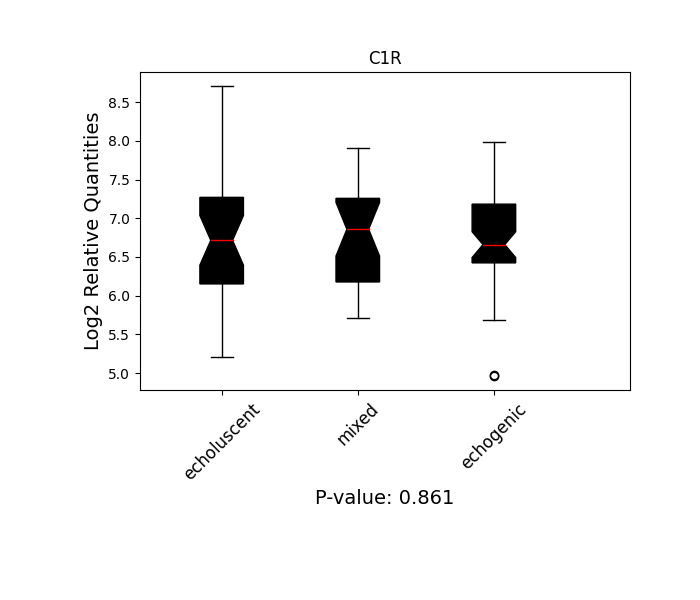 C1R
Log2 Relative Quantities
8.5
8.0
7.5
7.0
6.5
6.0
5.5
5.0
echoluscent
mixed
echogenic
P-value: 0.861